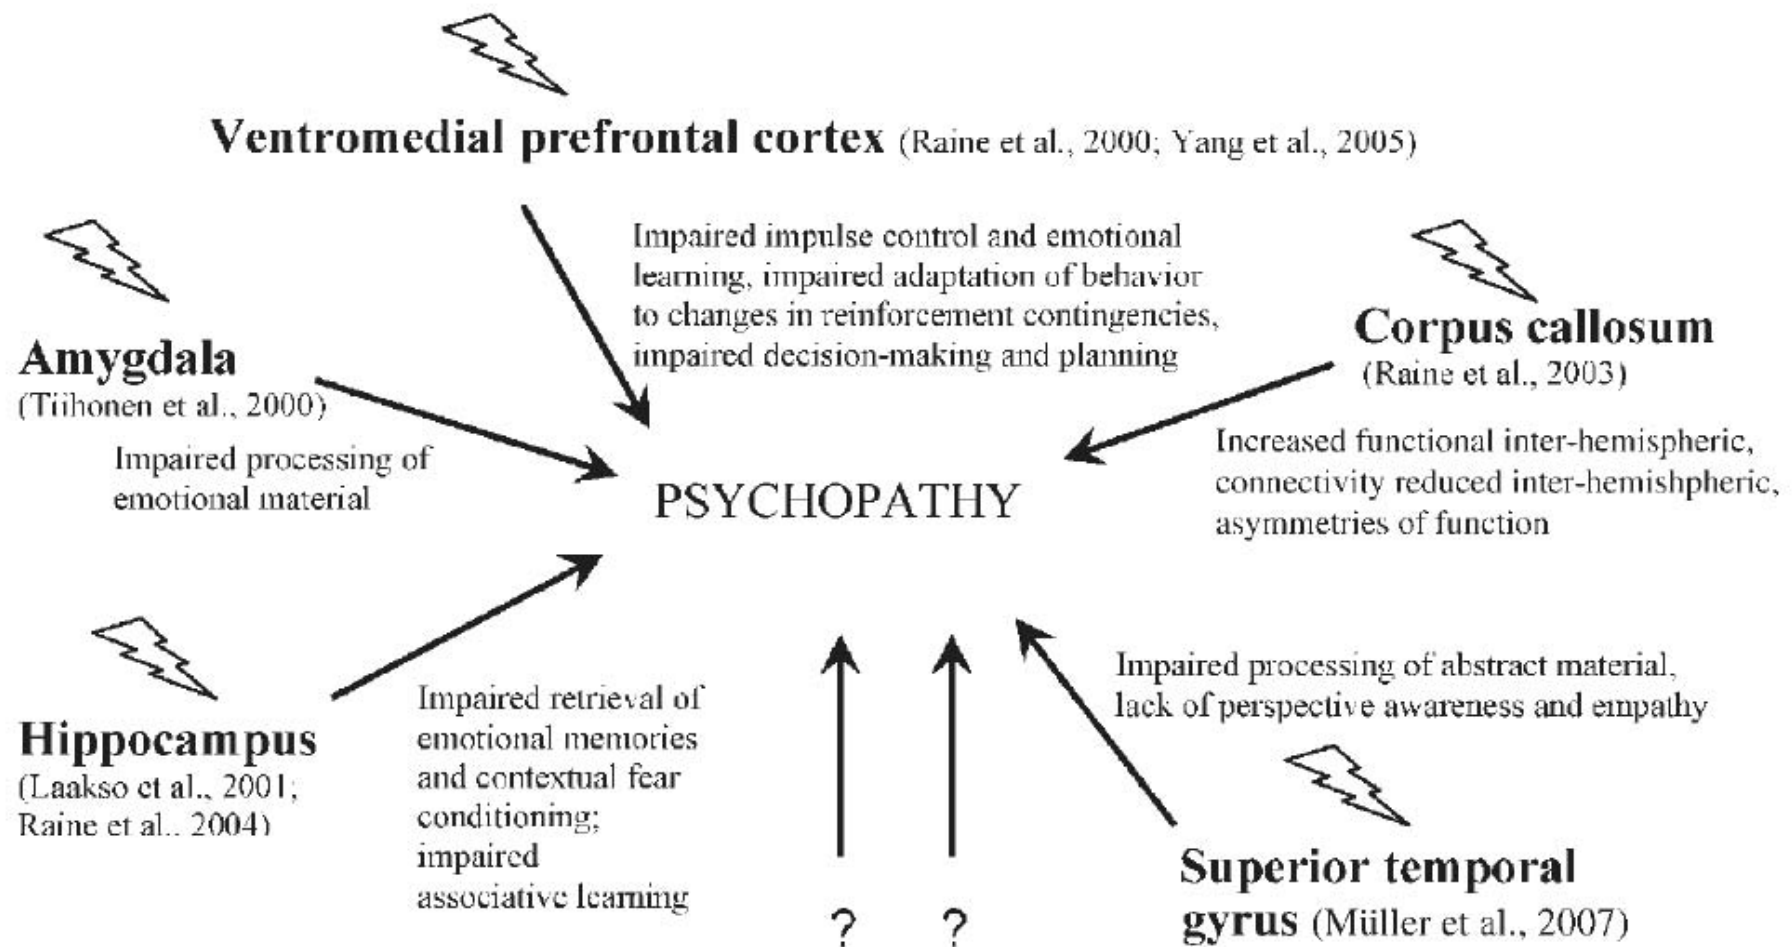 Ventromedial prefrontal cortex (Raine et al., 2000; Yang et al., 2005)
Impaired impulse control and emotional
learning, impaired adaptation of behavior
to changes in reinforcement contingencies,
impaired decision-making and planning
Amygdala
(Tiihonen et al., 2000)
Impaired processing of
emotional material
Corpus callosum
(Raine et al., 2003)
Increased functional inter-hemispheric,
connectivity reduced inter-hemishpheric,
asymmetries of function
PSYCHOPATHY
Hippocampus
(Laakso et al., 2001;
Raine et al., 2004)
Impaired retrieval of
emotional memories
and contextual fear
conditioning;
impaired
associative learning
? ?
Impaired processing of abstract material,
lack of perspective awareness and empathy
Superior temporal
gyrus (Müller et al., 2007)